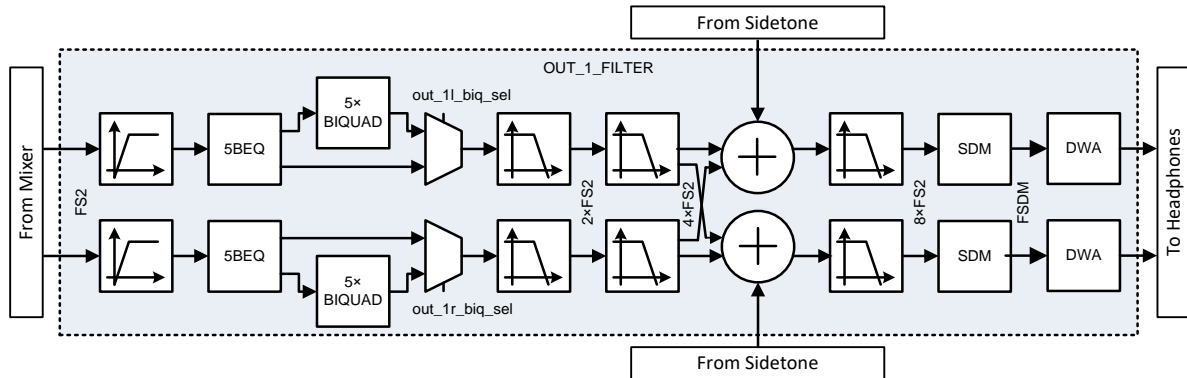 From Sidetone
OUT_1_FILTER
From Mixer
FS2
5BEQ
5×
BIQUAD
out_1l_biq_sel
2×FS2
4×FS2
8×FS2
SDM
FSDM
DWA
To Headphones
5BEQ
5×
BIQUAD
out_1r_biq_sel
SDM
DWA
From Sidetone